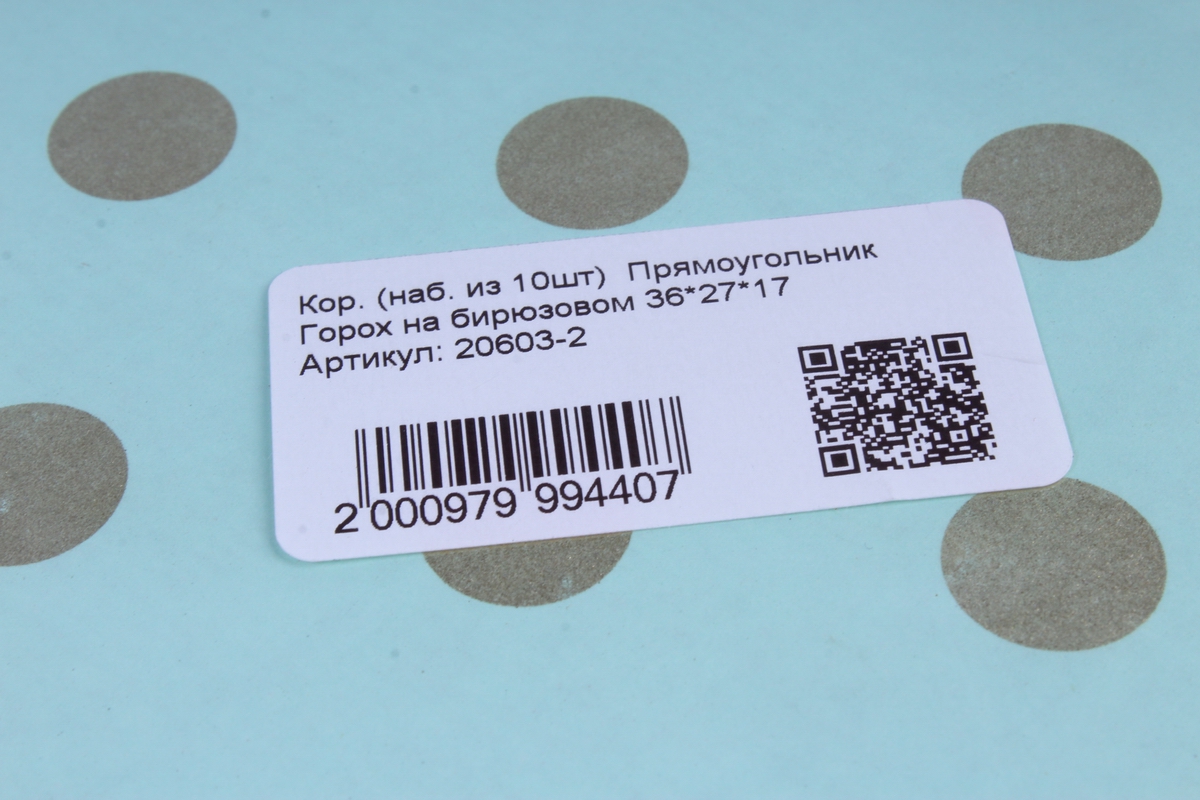 Кор. (наб. из 10шт)  Прямоугольник
Горох на бирюзовом 36*27*17
Артикул: 20603-2
2 000979 994407